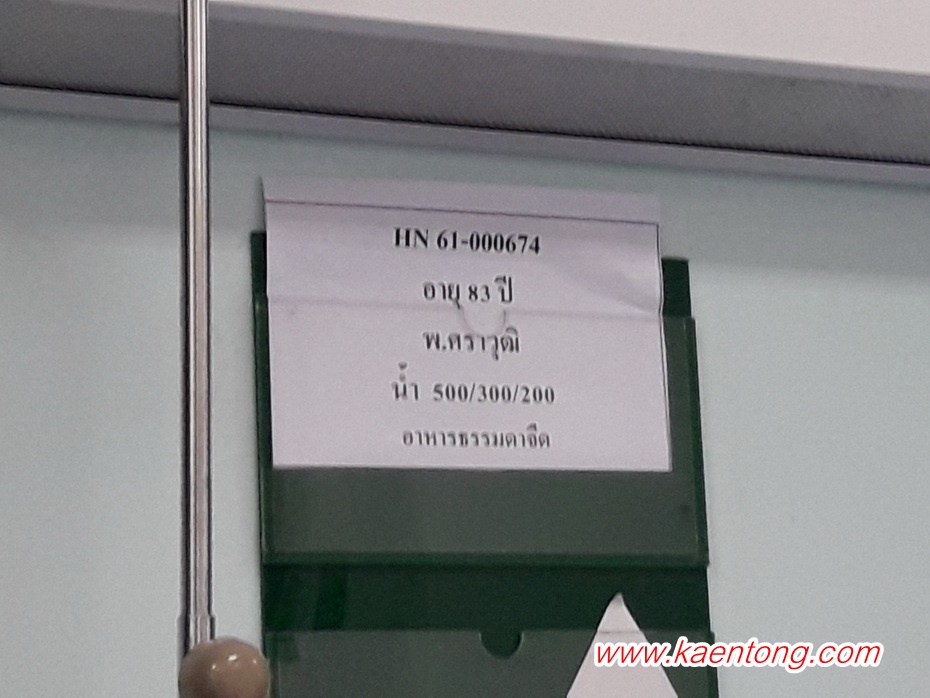 HN 61-000674
อายุ 83 ปี
พ.ศราวุฒิ
น้ำ 500/300/200
อาหารธรรมดาจืด
www.kaentong.com